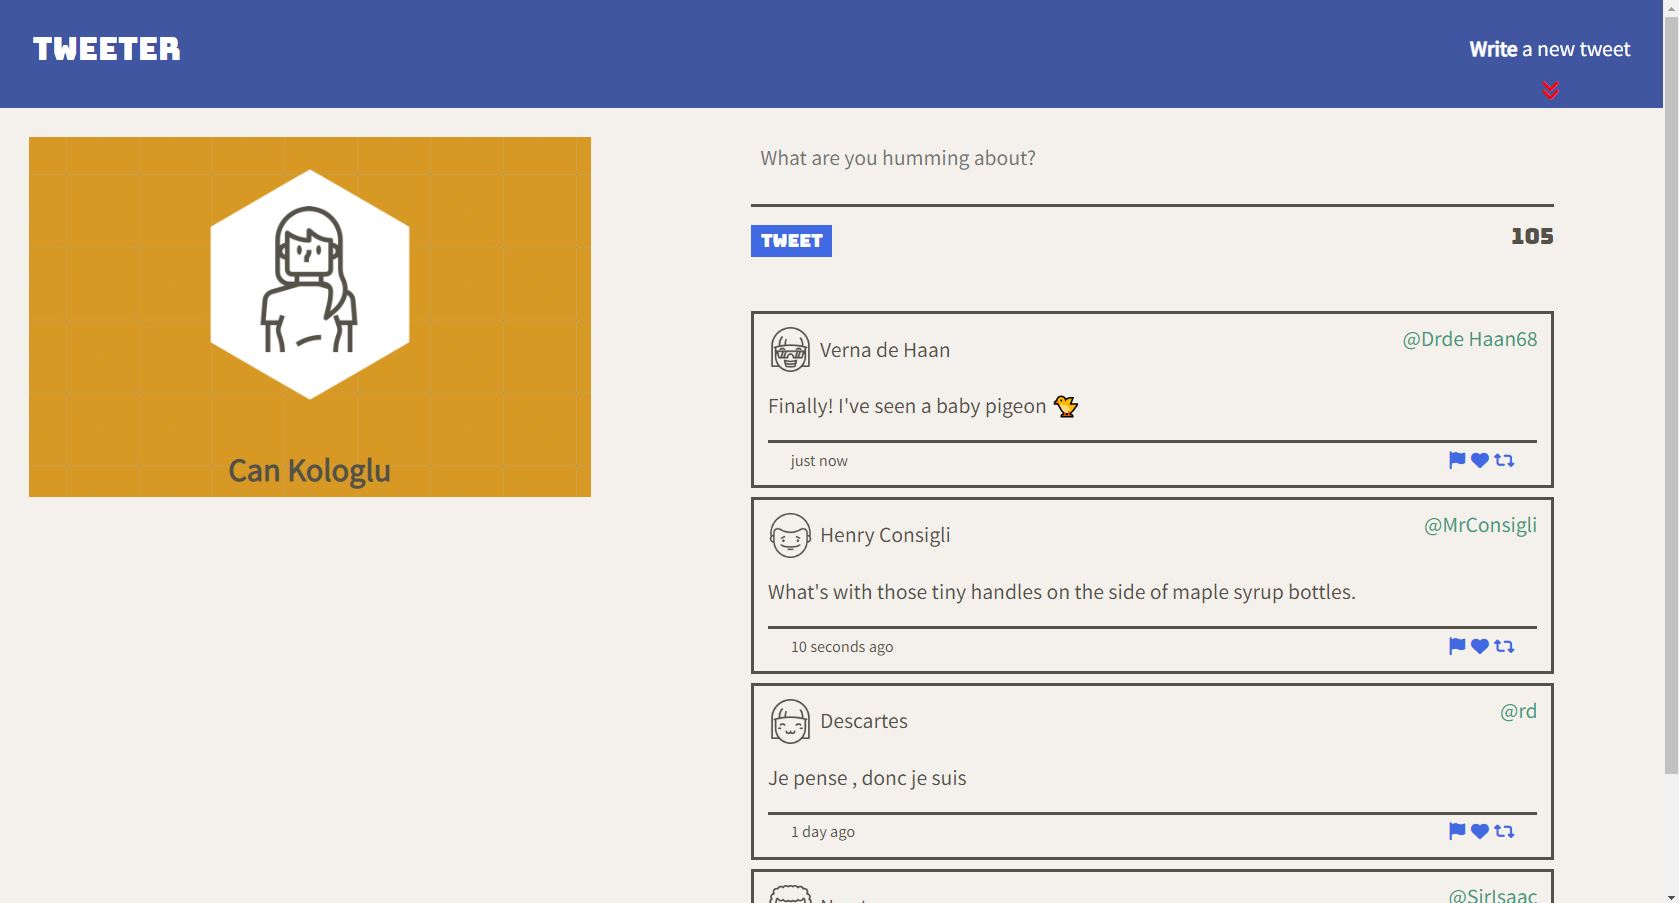 TWEETER
Write a new tweet
Can Kologlu
What are you humming about?
TWEET
105
Verna de Haan
@Drde Haan68
Finally! I've seen a baby pigeon 🐤
just now
Henry Consigli
@MrConsigli
What's with those tiny handles on the side of maple syrup bottles.
10 seconds ago
Descartes
@rd
Je pense , donc je suis
1 day ago
@SirIsaac